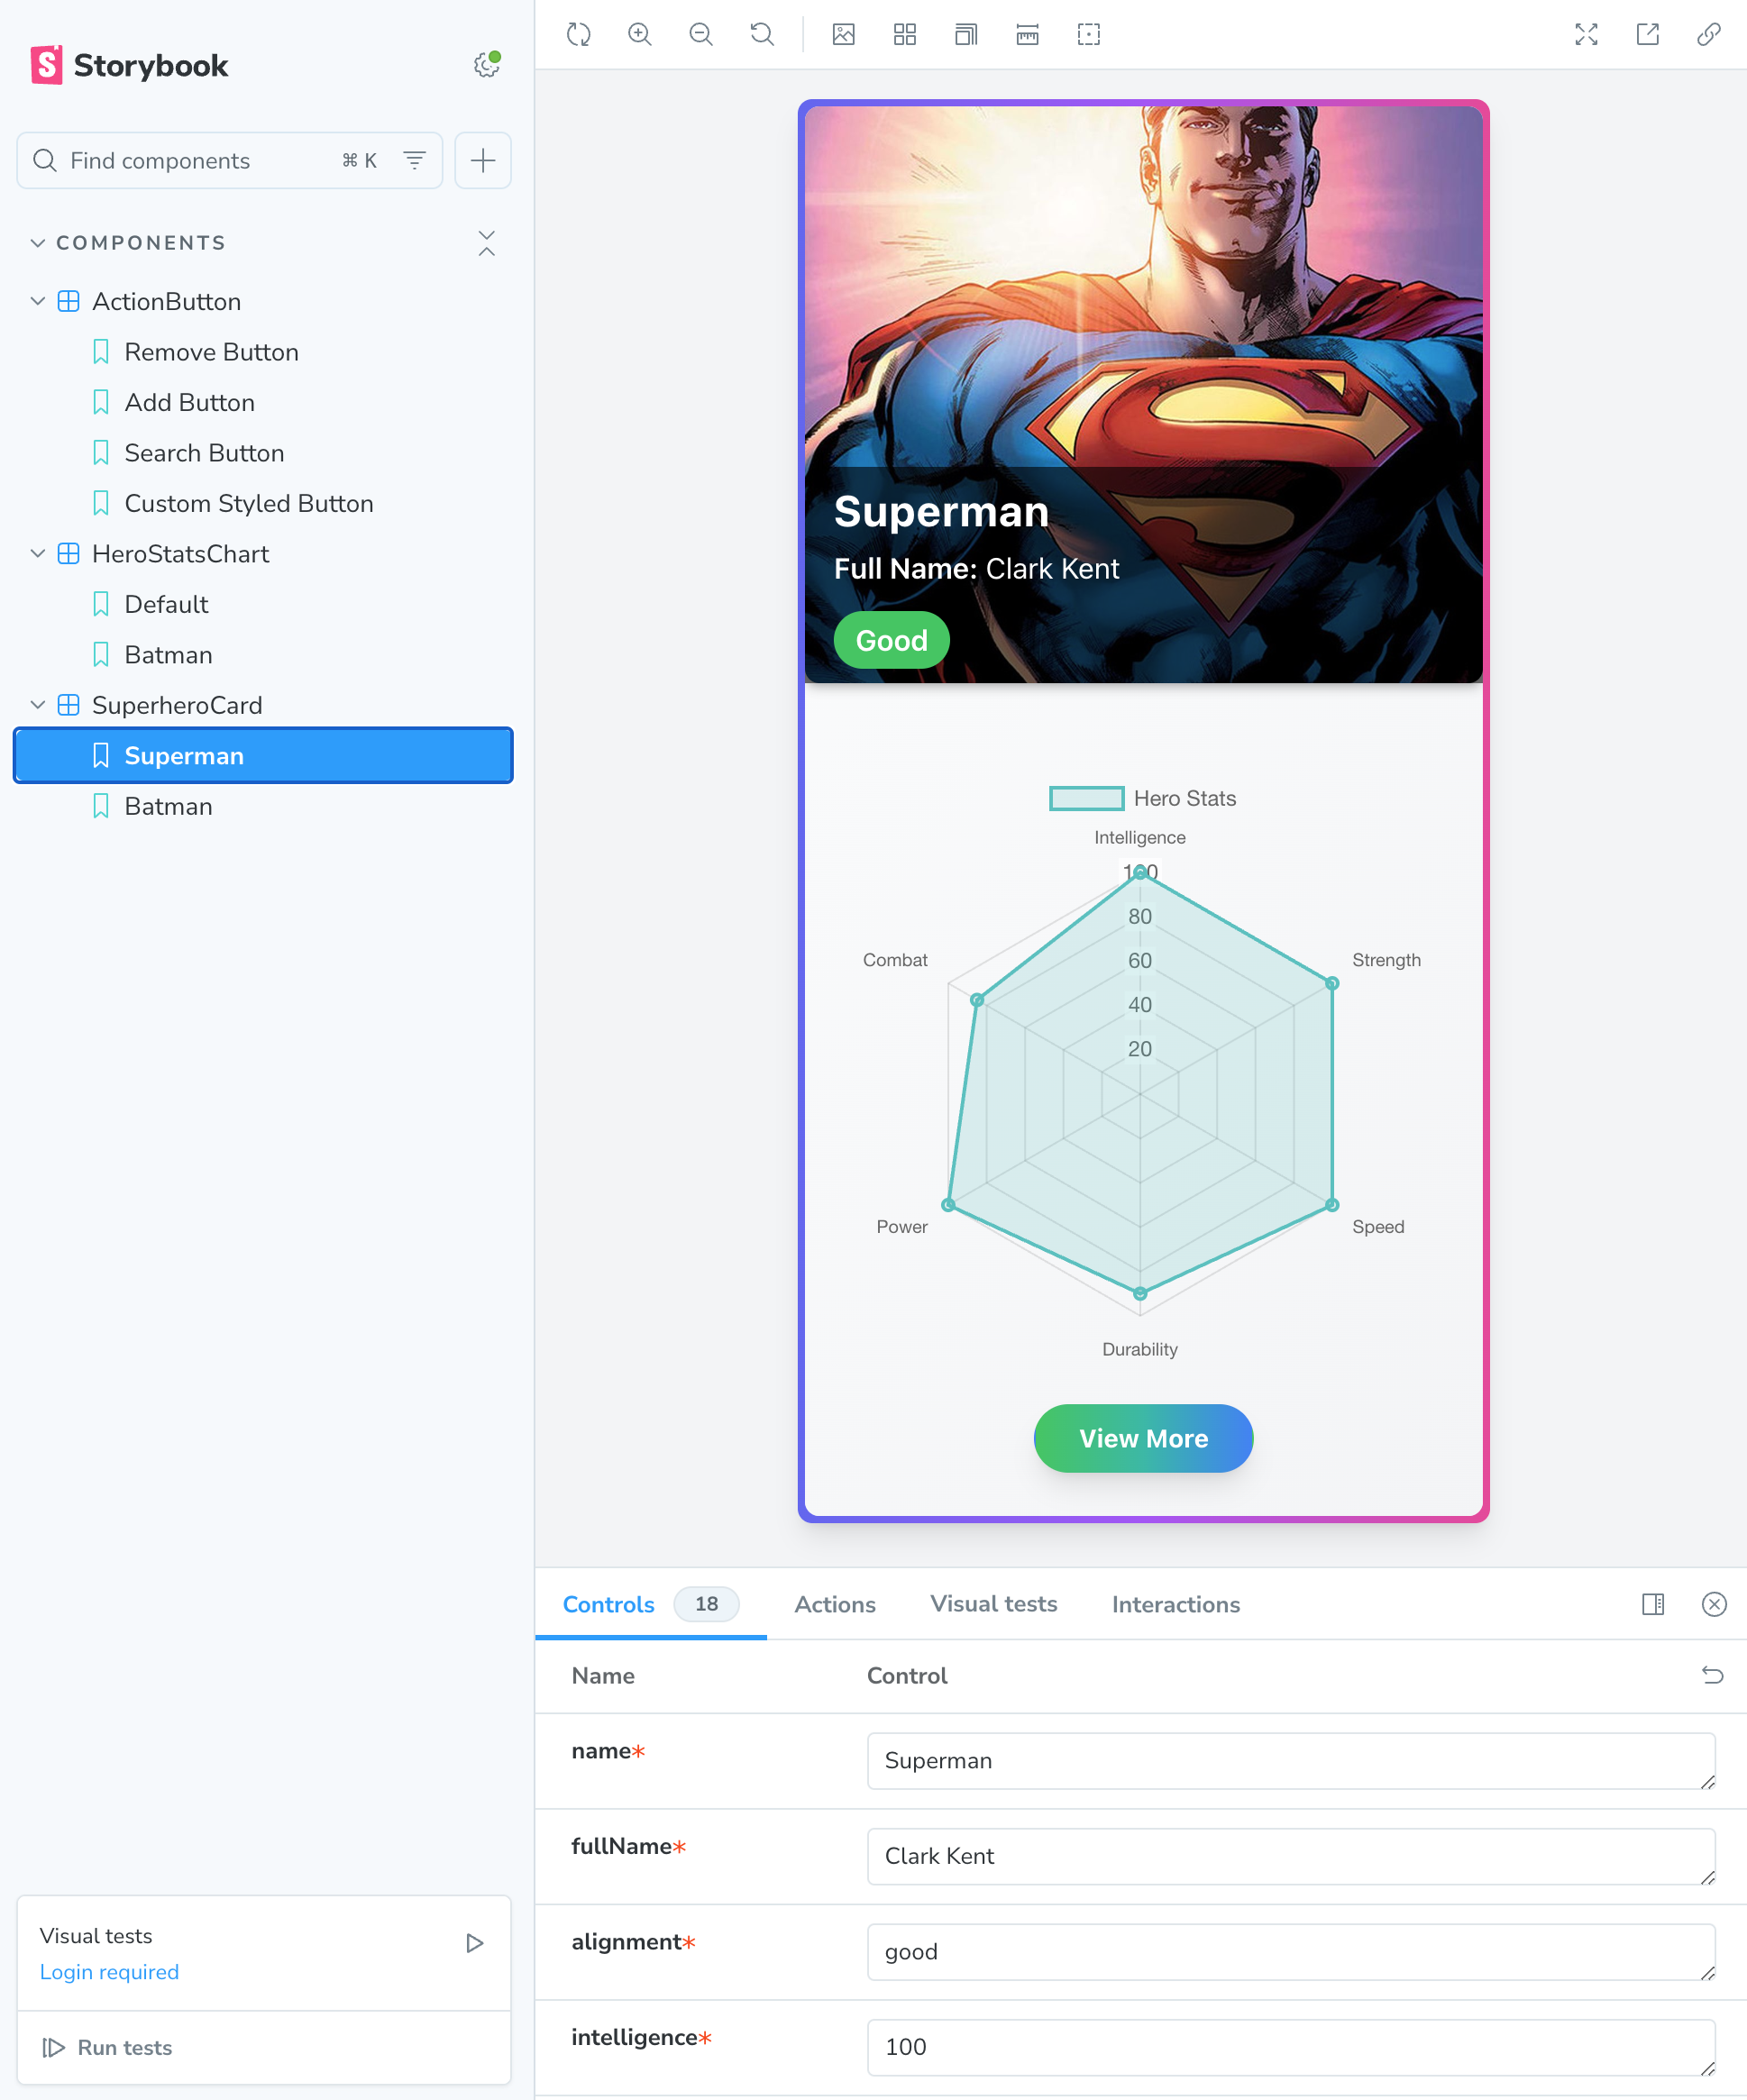 Storybook
Find components
⌘ K
COMPONENTS
ActionButton
Remove Button
Add Button
Search Button
Custom Styled Button
HeroStatsChart
Default
Batman
SuperheroCard
Superman
Batman
Visual tests
Login required
Run tests
Superman
Full Name: Clark Kent
Good
Hero Stats
Intelligence
100
80
60
40
20
Combat
Strength
Power
Speed
Durability
View More
Controls 18 Actions Visual tests Interactions
Name Control
name* Superman
fullName* Clark Kent
alignment* good
intelligence* 100